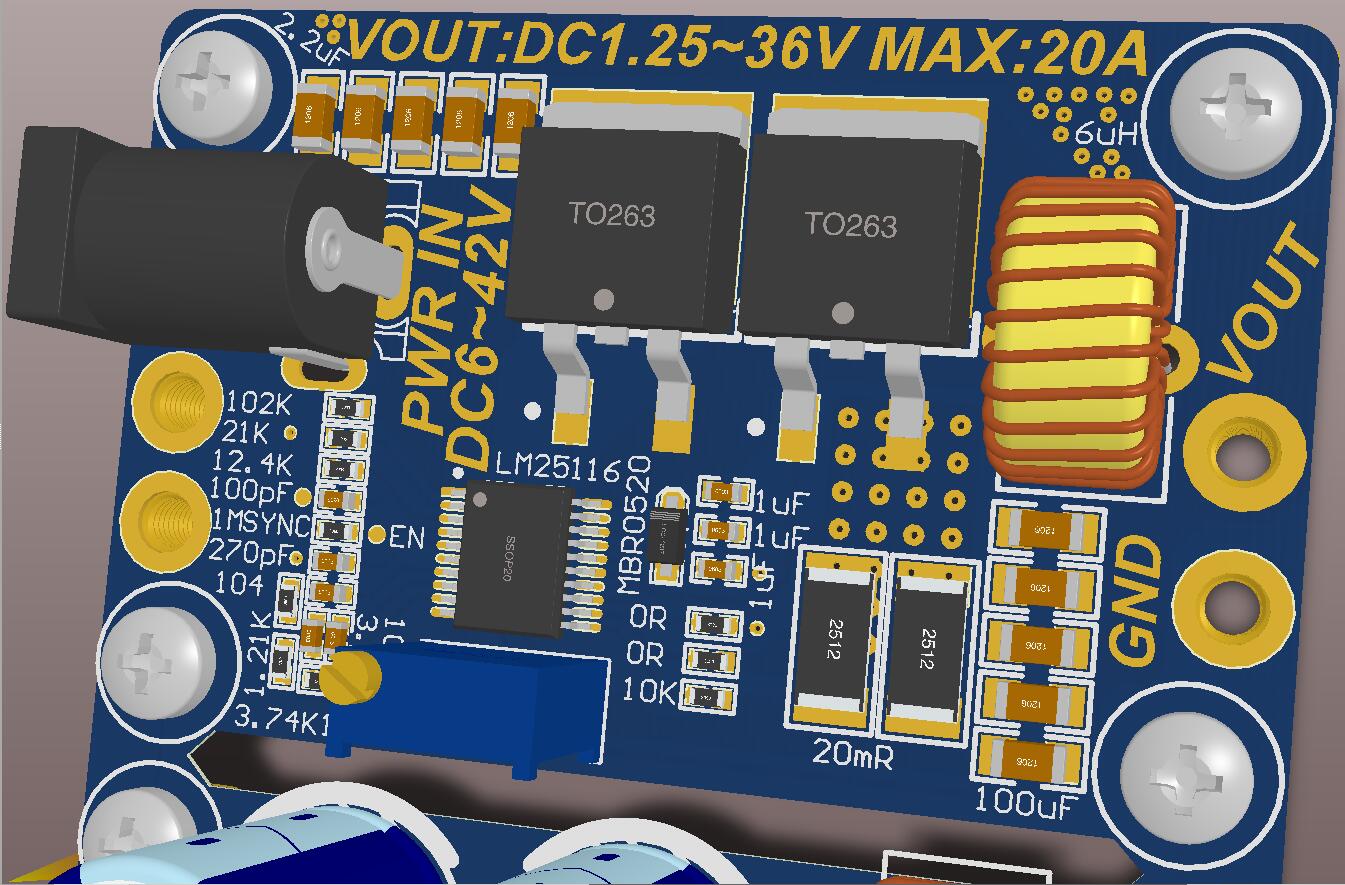 2.2uF
VOUT:DC1.25~36V MAX:20A
1206
1206
1206
1206
1206
6uH
TO263
TO263
PWR IN
DC6~42V
VOUT
102K
21K
12.4K
100pF
1MSYNC
270pF
104
EN
LM25116
SSOP20
MBR0520
1uF
1uF
1uF
0R
0R
10K
1.21K
3.74K1
2512
2512
20mR
1206
1206
1206
1206
1206
100uF
GND